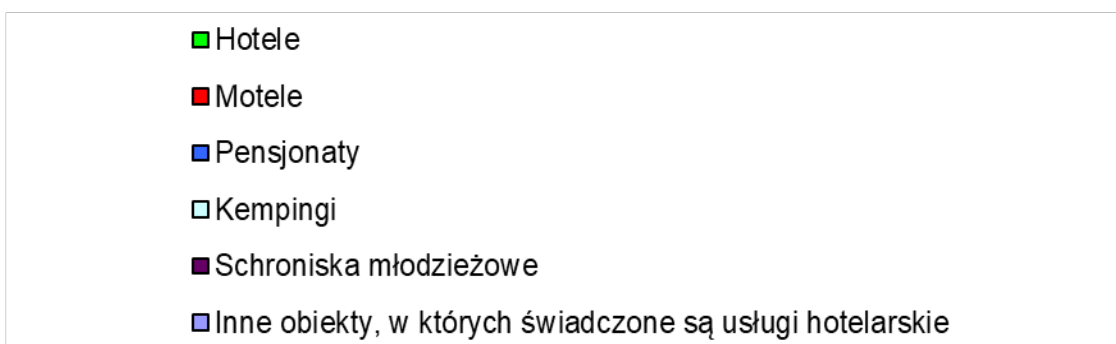 Hotele
Motele
Pensjonaty
Kempingi
Schroniska młodzieżowe
Inne obiekty, w których świadczone są usługi hotelarskie